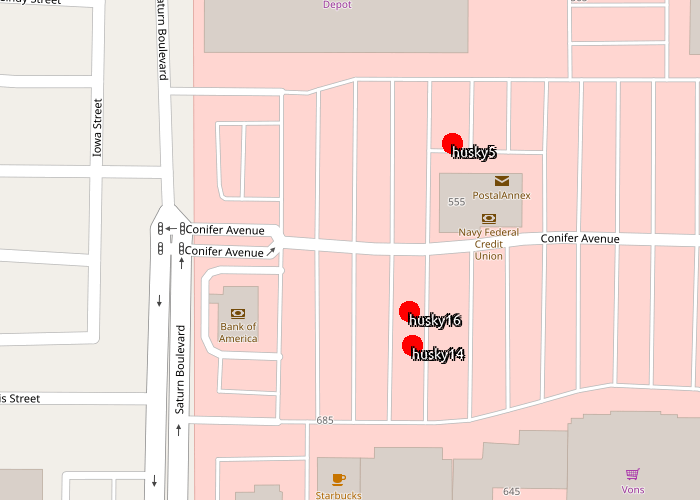 Depot
Saturn Boulevard
Iowa Street
husky5
PostalAnnex
555
Navy Federal
Credit
Union
Conifer Avenue
Conifer Avenue
Conifer Avenue
husky16
husky14
Bank of
America
Saturn Boulevard
is Street
685
Starbucks
645
Vons